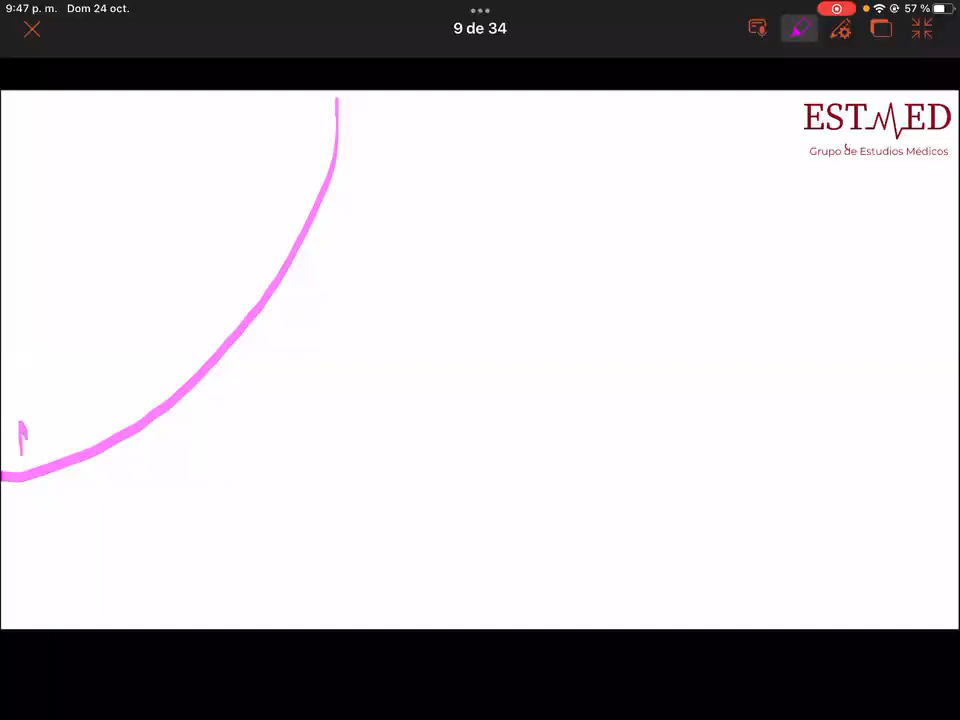 9:47 p. m. Dom 24 oct. 57 %
9 de 34
ESTMED
Grupo de Estudios Médicos